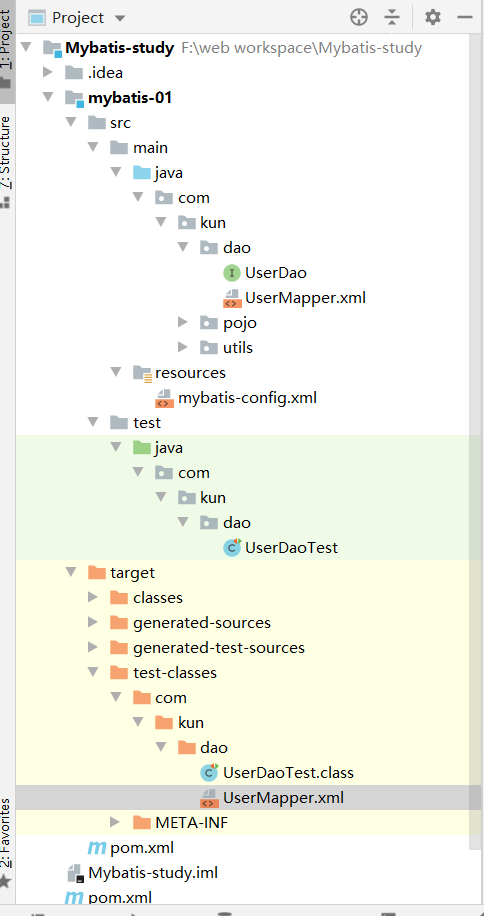 Project
Mybatis-study F:\web workspace\Mybatis-study
.idea
mybatis-01
src
main
java
com
kun
dao
UserDao
UserMapper.xml
pojo
utils
resources
mybatis-config.xml
test
java
com
kun
dao
UserDaoTest
target
classes
generated-sources
generated-test-sources
test-classes
com
kun
dao
UserDaoTest.class
UserMapper.xml
META-INF
pom.xml
Mybatis-study.iml
pom.xml
1: Project
7: Structure
2: Favorites